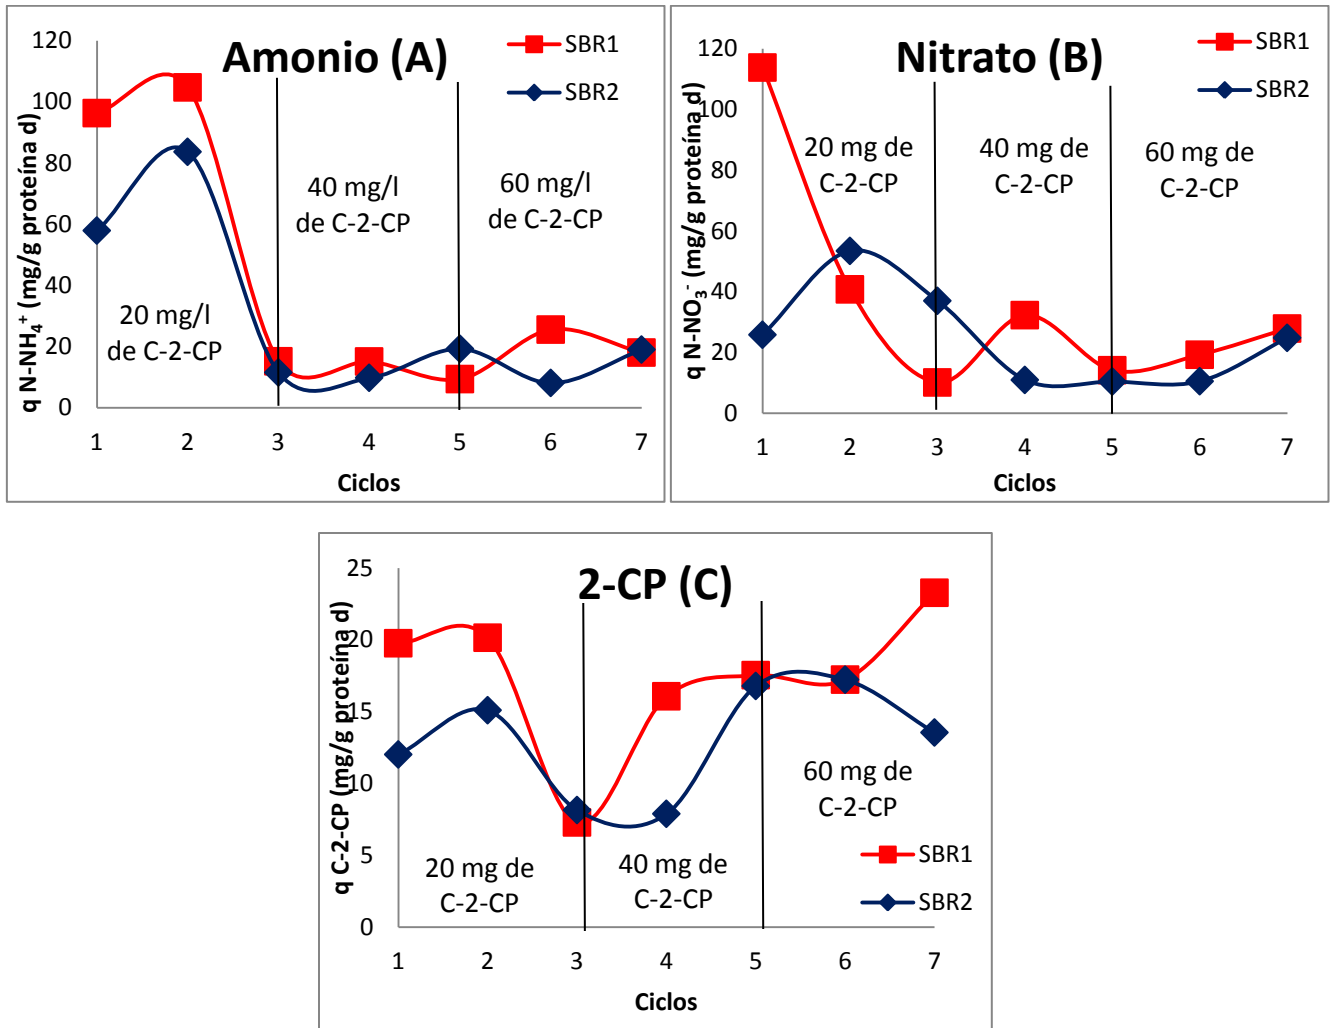 Amonio (A)
SBR1
SBR2
q N-NH₄⁺ (mg/g proteína d)
120
100
80
60
40
20
0
20 mg/l
de C-2-CP
40 mg/l
de C-2-CP
60 mg/l
de C-2-CP
1 2 3 4 5 6 7
Ciclos
Nitrato (B)
SBR1
SBR2
q N-NO₃⁻ (mg/g proteína d)
120
100
80
60
40
20
0
20 mg de
C-2-CP
40 mg de
C-2-CP
60 mg de
C-2-CP
1 2 3 4 5 6 7
Ciclos
2-CP (C)
q C-2-CP (mg/g proteína d)
25
20
15
10
5
0
20 mg de
C-2-CP
40 mg de
C-2-CP
60 mg de
C-2-CP
SBR1
SBR2
1 2 3 4 5 6 7
Ciclos